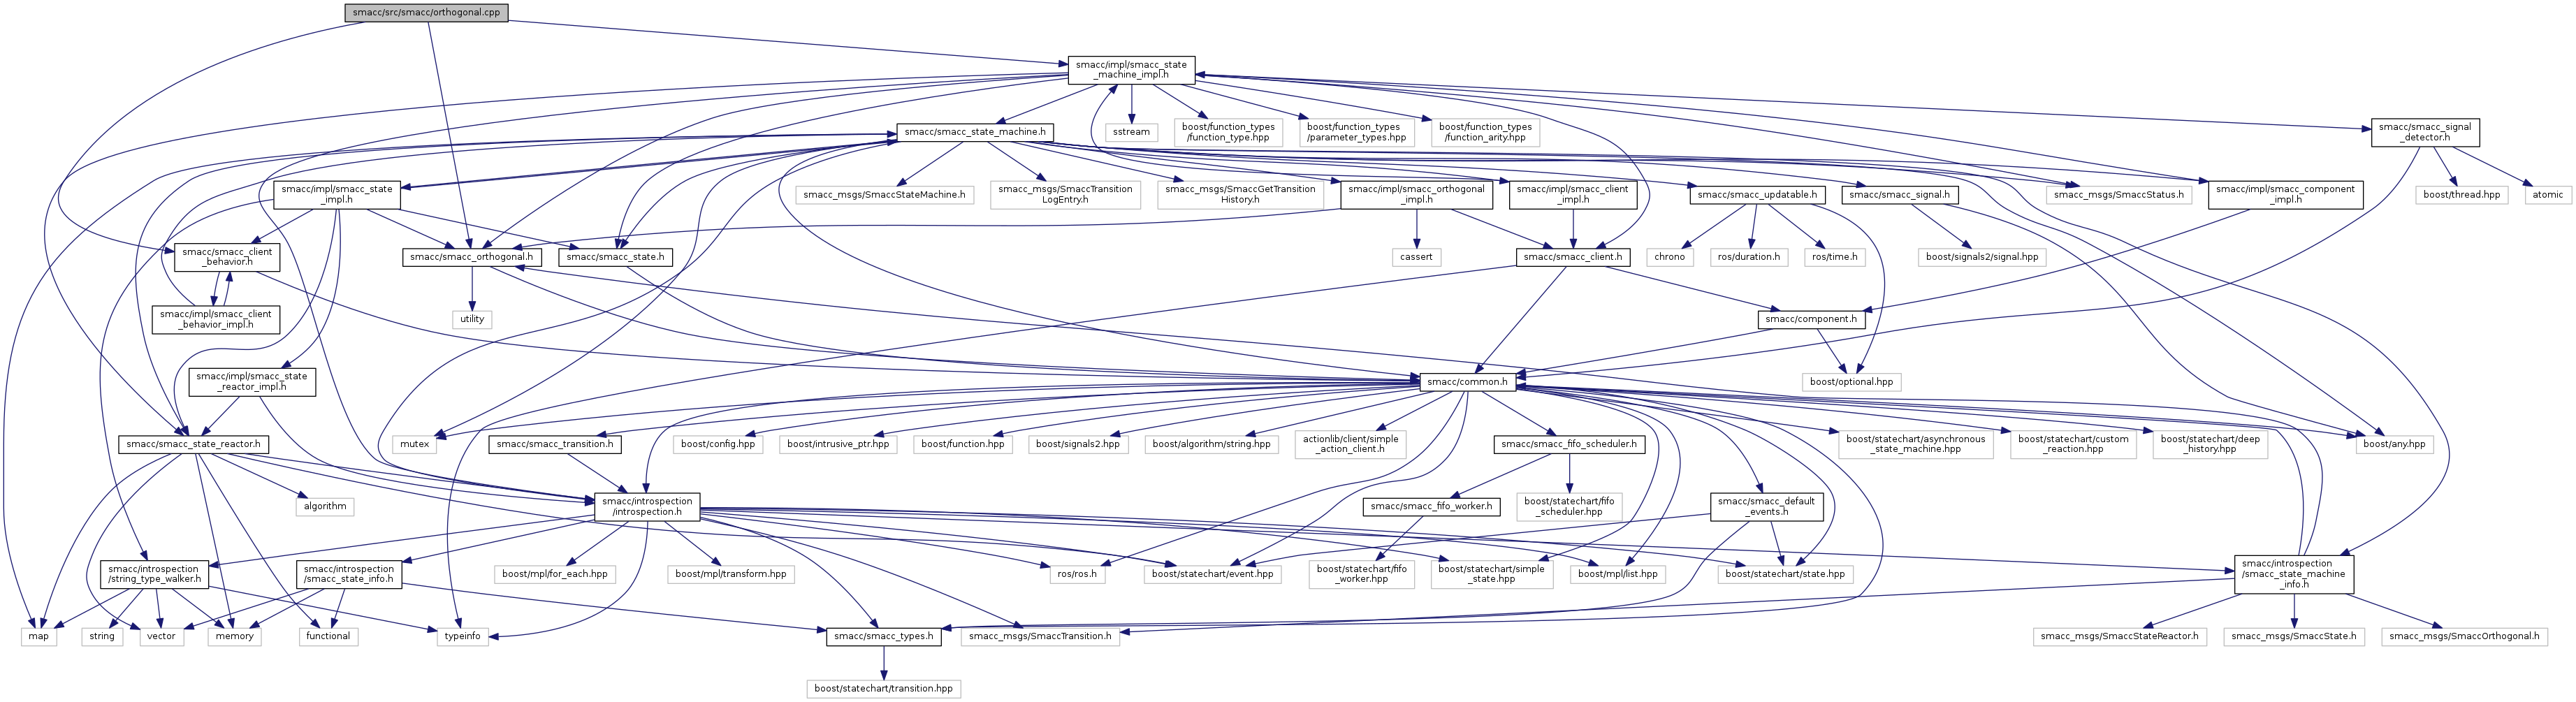 smacc/src/smacc/orthogonal.cpp
smacc/impl/smacc_state
_machine_impl.h
smacc/smacc_state_machine.h
sstream
boost/function_types
/function_type.hpp
boost/function_types
/parameter_types.hpp
boost/function_types
/function_arity.hpp
smacc/smacc_signal
_detector.h
smacc/impl/smacc_state
_impl.h
smacc_msgs/SmaccStateMachine.h
smacc_msgs/SmaccTransition
LogEntry.h
smacc_msgs/SmaccGetTransition
History.h
smacc/impl/smacc_orthogonal
_impl.h
smacc/impl/smacc_client
_impl.h
smacc/smacc_updatable.h
smacc/smacc_signal.h
smacc_msgs/SmaccStatus.h
smacc/impl/smacc_component
_impl.h
boost/thread.hpp
atomic
smacc/smacc_client
_behavior.h
smacc/smacc_orthogonal.h
smacc/smacc_state.h
cassert
smacc/smacc_client.h
chrono
ros/duration.h
ros/time.h
boost/signals2/signal.hpp
smacc/impl/smacc_client
_behavior_impl.h
utility
smacc/component.h
smacc/impl/smacc_state
_reactor_impl.h
smacc/common.h
boost/optional.hpp
smacc/smacc_state_reactor.h
mutex
smacc/smacc_transition.h
boost/config.hpp
boost/intrusive_ptr.hpp
boost/function.hpp
boost/signals2.hpp
boost/algorithm/string.hpp
actionlib/client/simple
_action_client.h
smacc/smacc_fifo_scheduler.h
boost/statechart/asynchronous
_state_machine.hpp
boost/statechart/custom
_reaction.hpp
boost/statechart/deep
_history.hpp
boost/any.hpp
algorithm
smacc/introspection
/introspection.h
smacc/smacc_fifo_worker.h
boost/statechart/fifo
_scheduler.hpp
smacc/smacc_default
_events.h
smacc/introspection
/string_type_walker.h
smacc/introspection
/smacc_state_info.h
boost/mpl/for_each.hpp
boost/mpl/transform.hpp
ros/ros.h
boost/statechart/event.hpp
boost/statechart/fifo
_worker.hpp
boost/statechart/simple
_state.hpp
boost/mpl/list.hpp
boost/statechart/state.hpp
smacc/introspection
/smacc_state_machine
_info.h
map
string
vector
memory
functional
typeinfo
smacc/smacc_types.h
smacc_msgs/SmaccTransition.h
smacc_msgs/SmaccStateReactor.h
smacc_msgs/SmaccState.h
smacc_msgs/SmaccOrthogonal.h
boost/statechart/transition.hpp